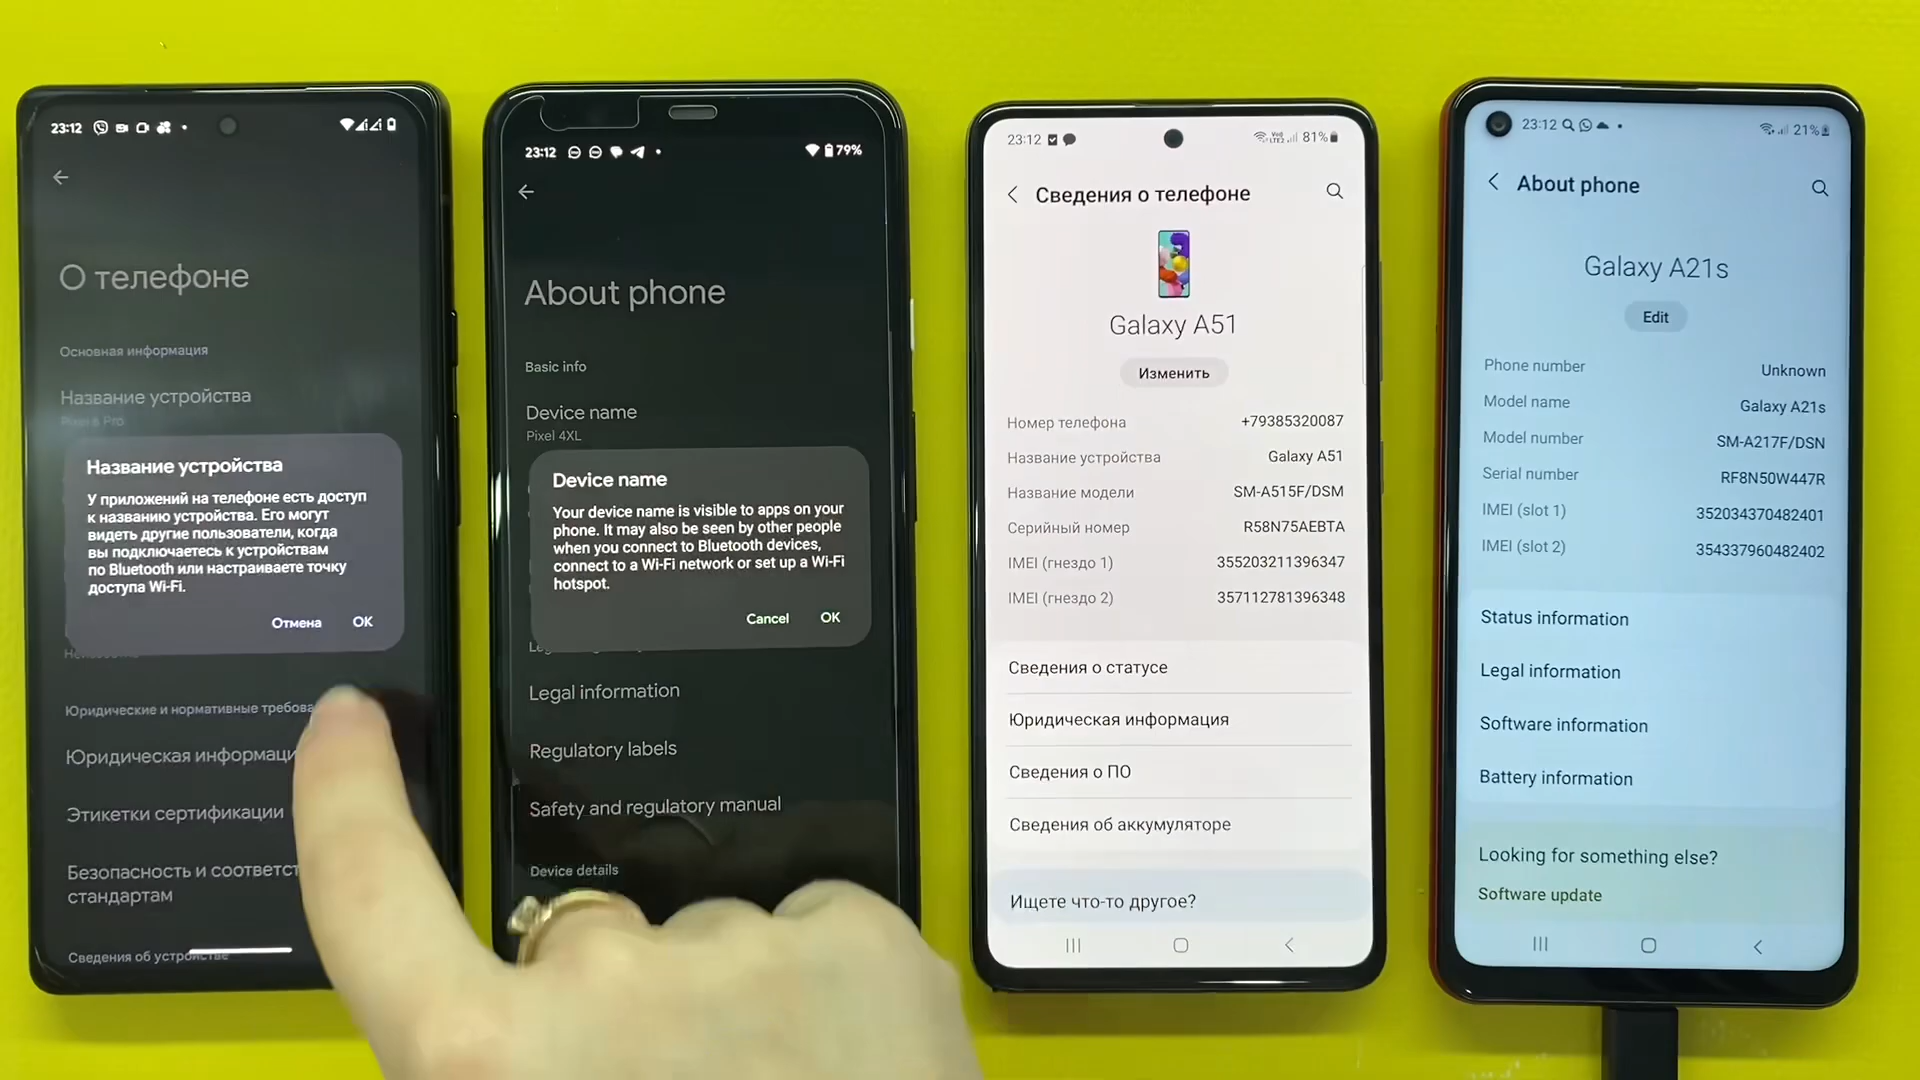 23:12
О телефоне
Основная информация
Название устройства
Pixel 6 Pro
Название устройства
У приложений на телефоне есть доступ
к названию устройства. Его могут
видеть другие пользователи, когда
вы подключаетесь к устройствам
по Bluetooth или настраиваете точку
доступа Wi-Fi.
Отмена OK
Юридические и нормативные требова
Юридическая информаци
Этикетки сертификации
Безопасность и соответст
стандартам
Сведения об устройстве
23:12 79%
About phone
Basic info
Device name
Pixel 4XL
Device name
Your device name is visible to apps on your
phone. It may also be seen by other people
when you connect to Bluetooth devices,
connect to a Wi-Fi network or set up a Wi-Fi
hotspot.
Cancel OK
Legal information
Regulatory labels
Safety and regulatory manual
Device details
23:12 81%
Сведения о телефоне
Galaxy A51
Изменить
Номер телефона +79385320087
Название устройства Galaxy A51
Название модели SM-A515F/DSM
Серийный номер R58N75AEBTA
IMEI (гнездо 1) 355203211396347
IMEI (гнездо 2) 357112781396348
Сведения о статусе
Юридическая информация
Сведения о ПО
Сведения об аккумуляторе
Ищете что-то другое?
23:12 21%
About phone
Galaxy A21s
Edit
Phone number Unknown
Model name Galaxy A21s
Model number SM-A217F/DSN
Serial number RF8N50W447R
IMEI (slot 1) 352034370482401
IMEI (slot 2) 354337960482402
Status information
Legal information
Software information
Battery information
Looking for something else?
Software update